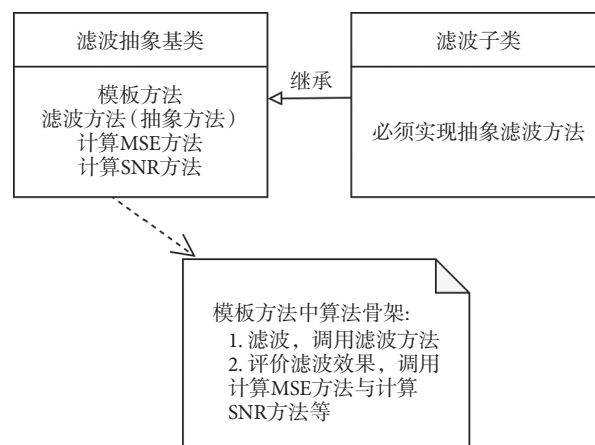 滤波抽象基类
模板方法
滤波方法(抽象方法)
计算MSE方法
计算SNR方法
继承
滤波子类
必须实现抽象滤波方法
模板方法中算法骨架:
1. 滤波，调用滤波方法
2. 评价滤波效果，调用
计算MSE方法与计算
SNR方法等